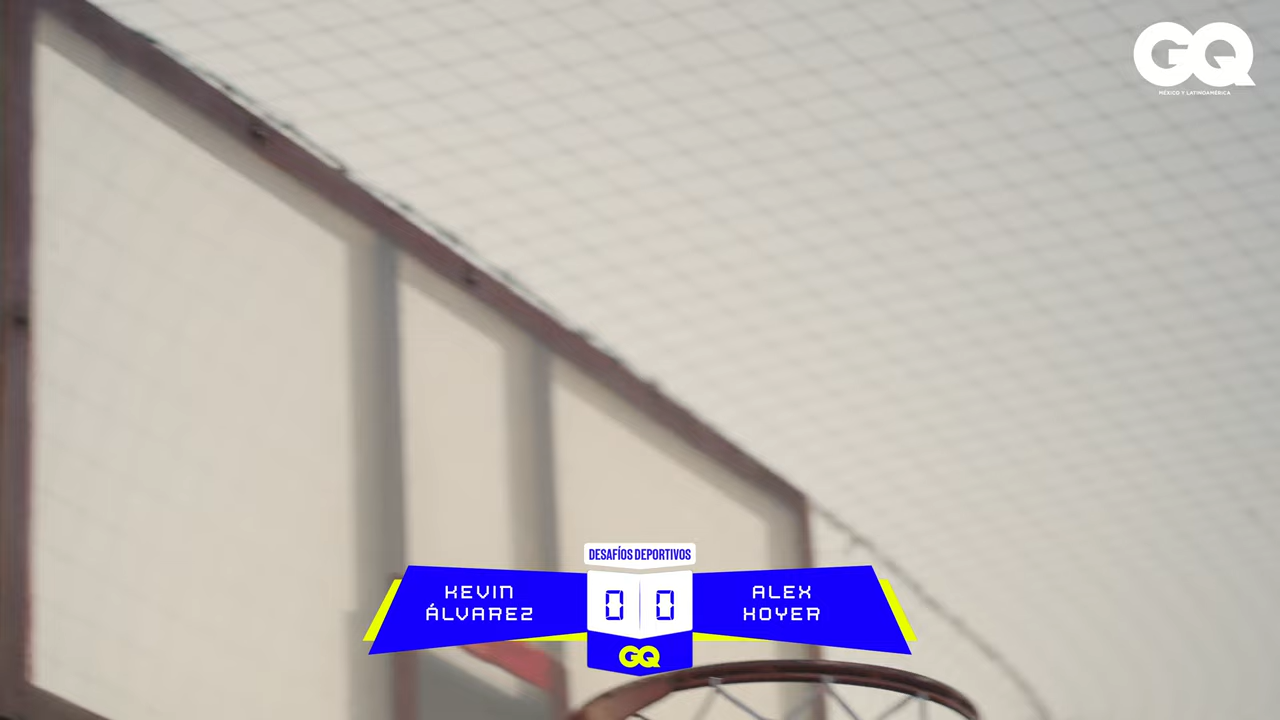 GQ
MÉXICO Y LATINOAMÉRICA
DESAFÍOS DEPORTIVOS
KEVIN
ÁLVAREZ
0 0
ALEX
HOYER
GQ